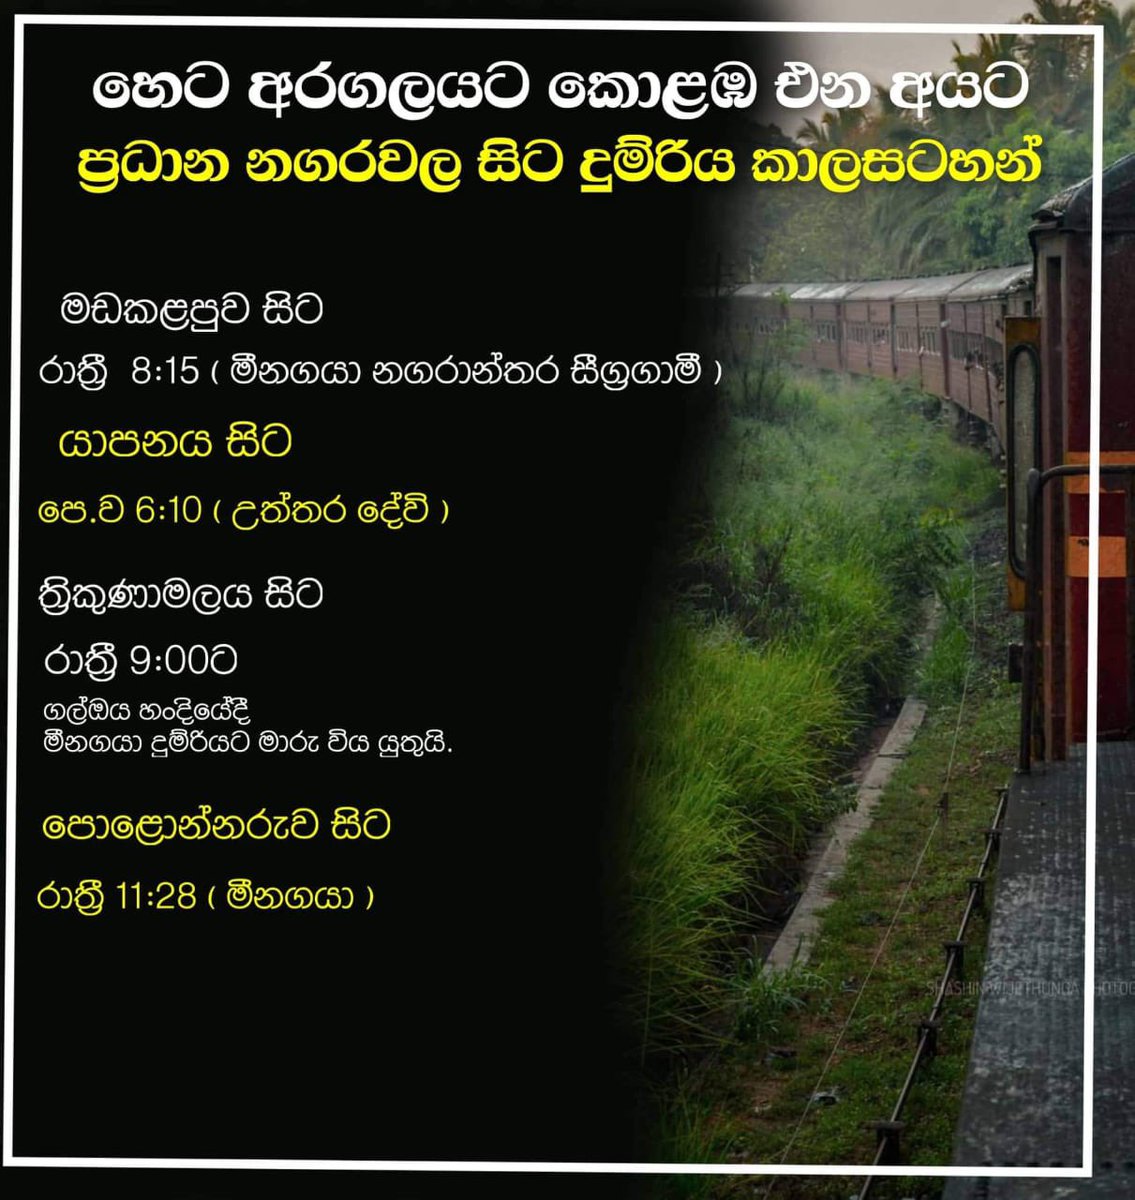 හෙට අරගලයට කොළඹ එන අයට
ප්‍රධාන නගරවල සිට දුම්රිය කාලසටහන්
මඩකළපුව සිට
රාත්‍රී 8:15 ( මීනගයා නගරාන්තර සීග්‍රගාමී )
යාපනය සිට
පෙ.ව 6:10 ( උත්තර දේවි )
ත්‍රිකුණාමලය සිට
රාත්‍රී 9:00ට
ගල්ඔය හංදියේදී
මීනගයා දුම්රියට මාරු විය යුතුයි.
පොළොන්නරුව සිට
රාත්‍රී 11:28 ( මීනගයා )